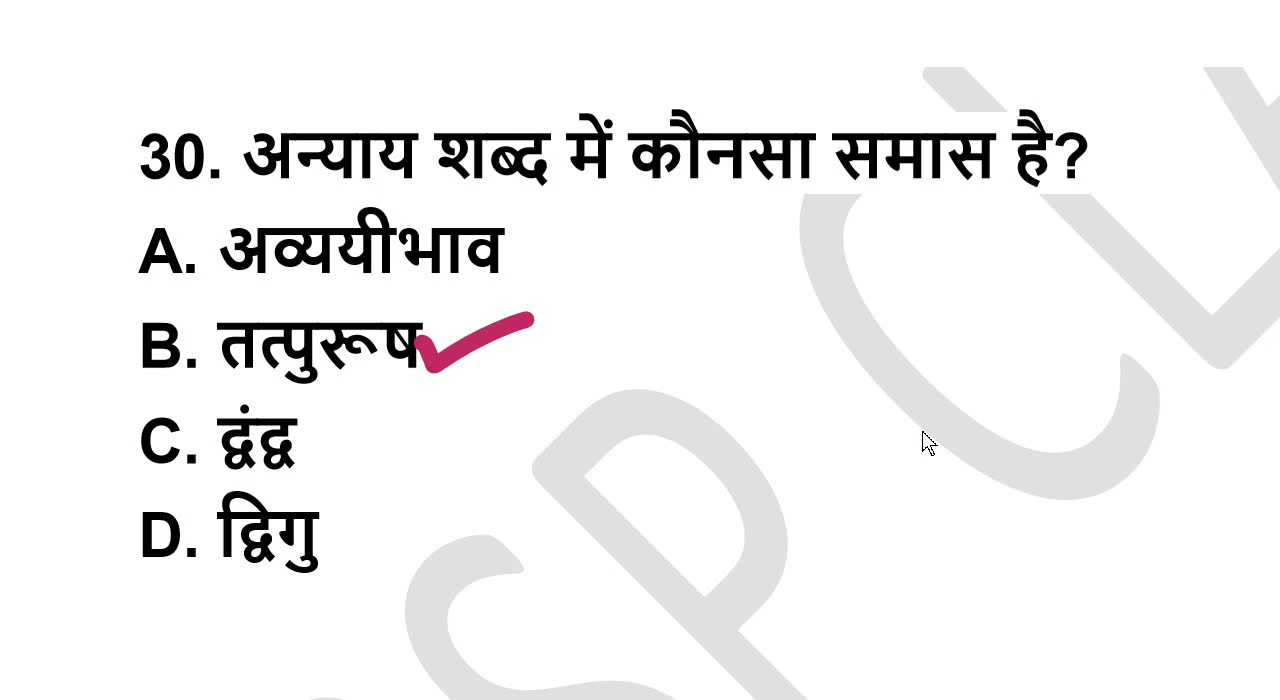 30. अन्याय शब्द में कौनसा समास है?
A. अव्ययीभाव
B. तत्पुरूष
C. द्वंद्व
D. द्विगु